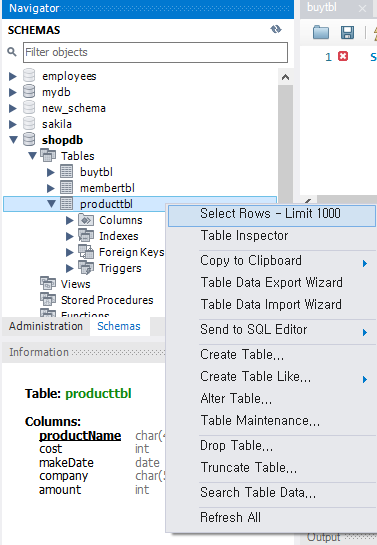 Navigator
SCHEMAS
Filter objects
employees
mydb
new_schema
sakila
shopdb
Tables
buytbl
membertbl
producttbl
Columns
Indexes
Foreign Keys
Triggers
Views
Stored Procedures
Functions
Administration Schemas
Information
Table: producttbl
Columns:
productName char(4
cost int
makeDate date
company char(5
amount int
buytbl
1 S
Select Rows - Limit 1000
Table Inspector
Copy to Clipboard
Table Data Export Wizard
Table Data Import Wizard
Send to SQL Editor
Create Table...
Create Table Like...
Alter Table...
Table Maintenance...
Drop Table...
Truncate Table...
Search Table Data...
Refresh All
Output